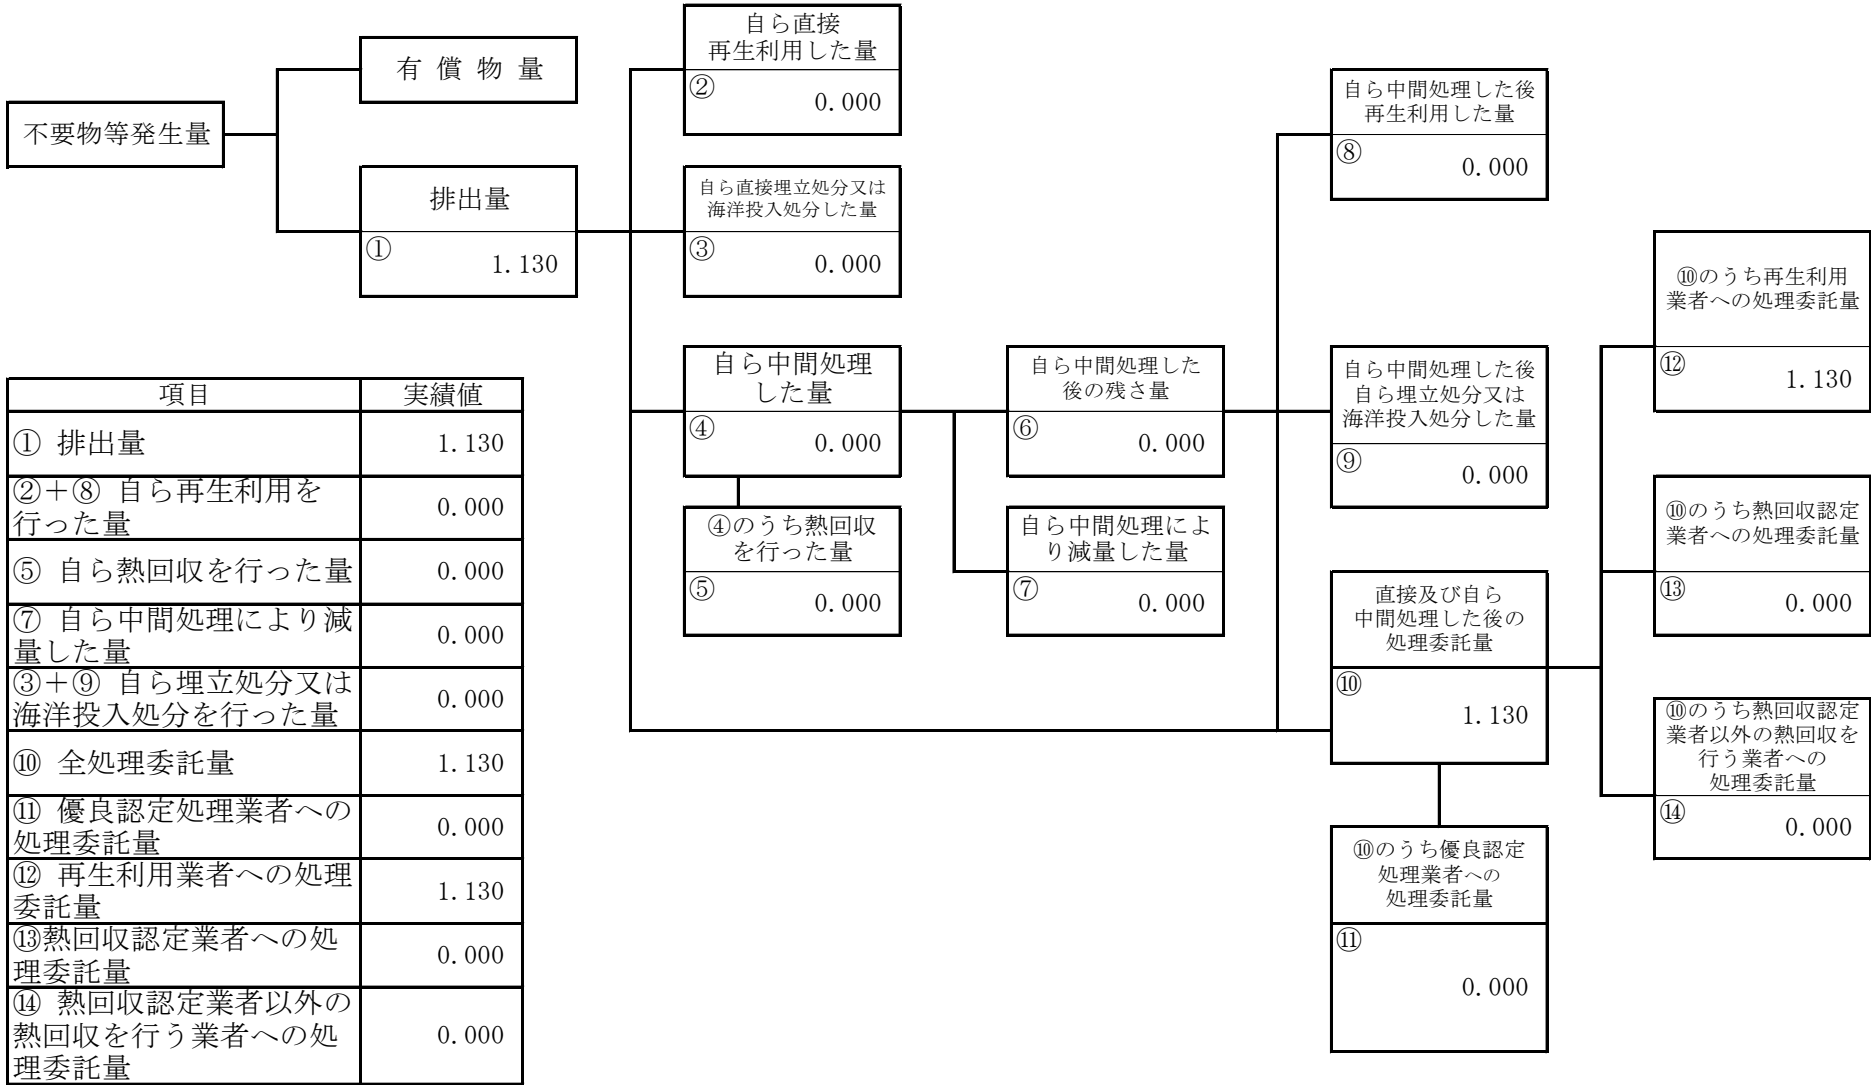 不要物等発生量
有 償 物 量
排出量
①
1.130
自ら直接
再生利用した量
②
0.000
自ら直接埋立処分又は
海洋投入処分した量
③
0.000
自ら中間処理
した量
④
0.000
④のうち熱回収
を行った量
⑤
0.000
自ら中間処理した
後の残さ量
⑥
0.000
自ら中間処理によ
り減量した量
⑦
0.000
自ら中間処理した後
再生利用した量
⑧
0.000
自ら中間処理した後
自ら埋立処分又は
海洋投入処分した量
⑨
0.000
直接及び自ら
中間処理した後の
処理委託量
⑩
1.130
⑩のうち優良認定
処理業者への
処理委託量
⑪
0.000
⑩のうち再生利用
業者への処理委託量
⑫
1.130
⑩のうち熱回収認定
業者への処理委託量
⑬
0.000
⑩のうち熱回収認定
業者以外の熱回収を
行う業者への
処理委託量
⑭
0.000
項目 実績値
① 排出量 1.130
②＋⑧ 自ら再生利用を
行った量 0.000
⑤ 自ら熱回収を行った量 0.000
⑦ 自ら中間処理により減
量した量 0.000
③＋⑨ 自ら埋立処分又は
海洋投入処分を行った量 0.000
⑩ 全処理委託量 1.130
⑪ 優良認定処理業者への
処理委託量 0.000
⑫ 再生利用業者への処理
委託量 1.130
⑬熱回収認定業者への処
理委託量 0.000
⑭ 熱回収認定業者以外の
熱回収を行う業者への処
理委託量 0.000